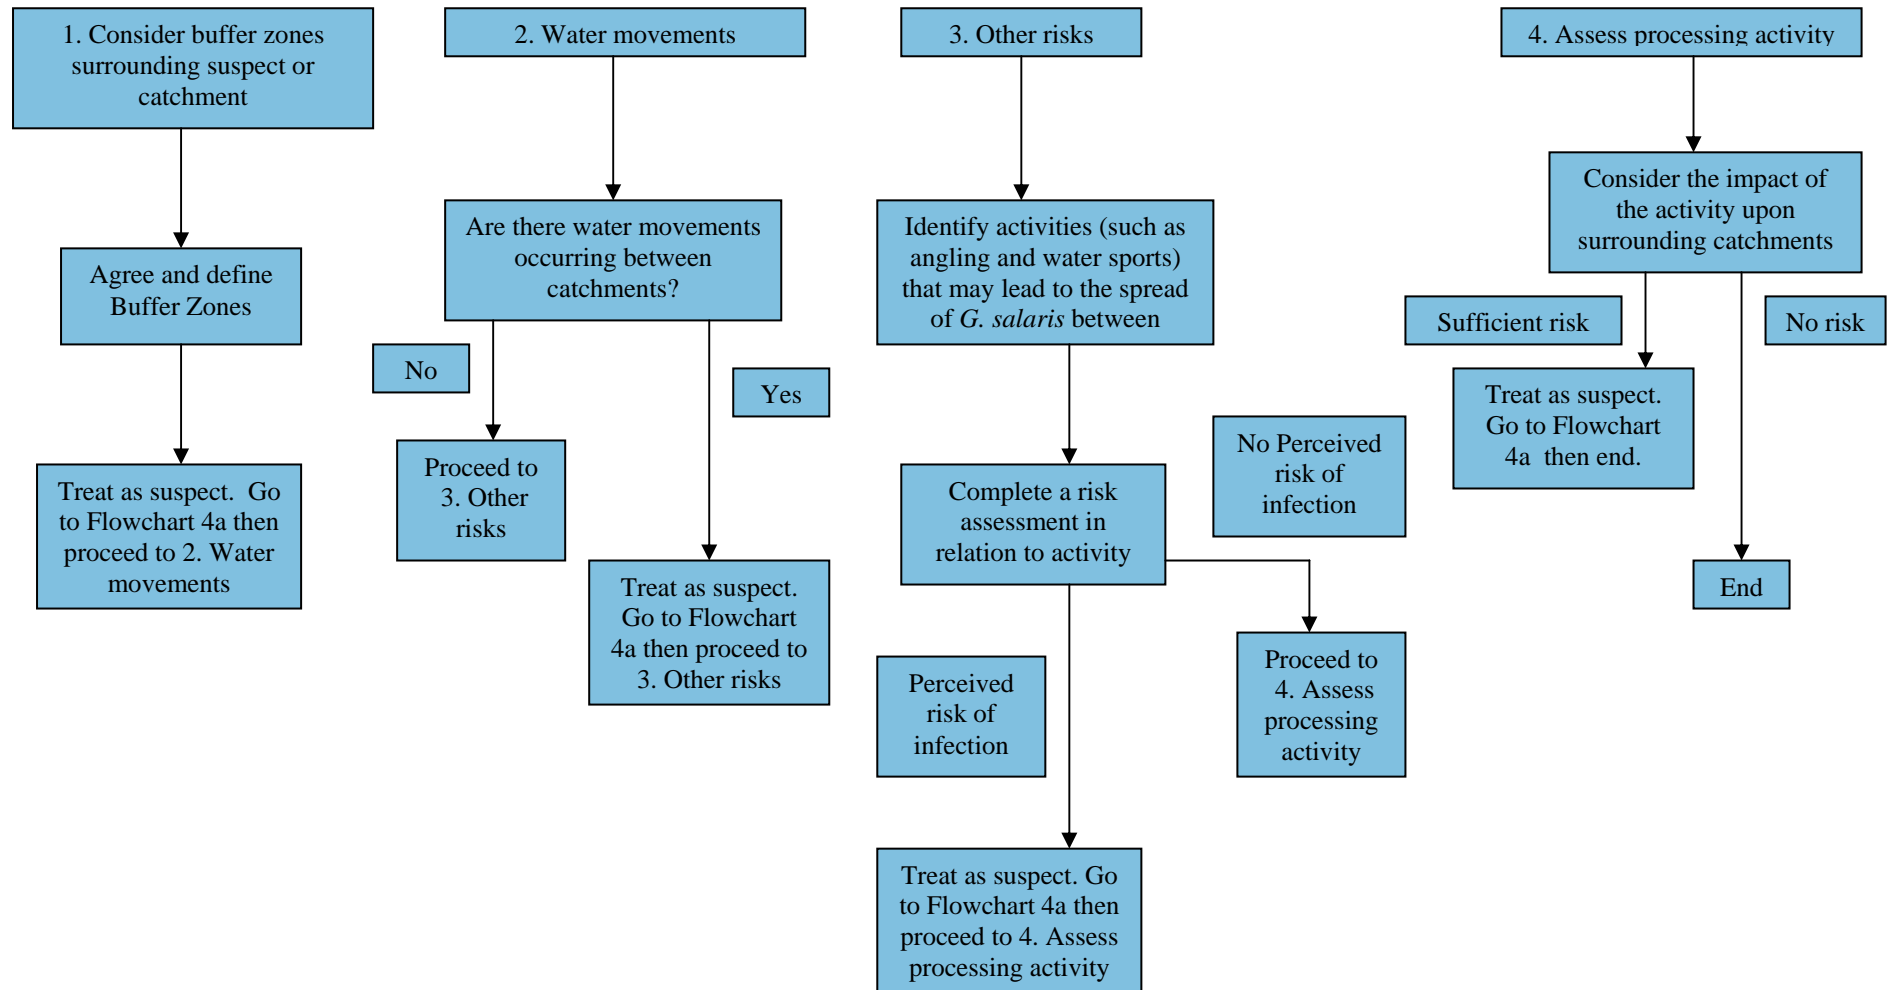 1. Consider buffer zones
surrounding suspect or
catchment
Agree and define
Buffer Zones
Treat as suspect.  Go
to Flowchart 4a then
proceed to 2. Water
movements
2. Water movements
Are there water movements
occurring between
catchments?
No
Yes
Proceed to
3. Other
risks
Treat as suspect.
Go to Flowchart
4a then proceed to
3. Other risks
3. Other risks
Identify activities (such as
angling and water sports)
that may lead to the spread
of G. salaris between
Complete a risk
assessment in
relation to activity
No Perceived
risk of
infection
Perceived
risk of
infection
Proceed to
4. Assess
processing
activity
Treat as suspect. Go
to Flowchart 4a then
proceed to 4. Assess
processing activity
4. Assess processing activity
Consider the impact of
the activity upon
surrounding catchments
Sufficient risk
No risk
Treat as suspect.
Go to Flowchart
4a  then end.
End